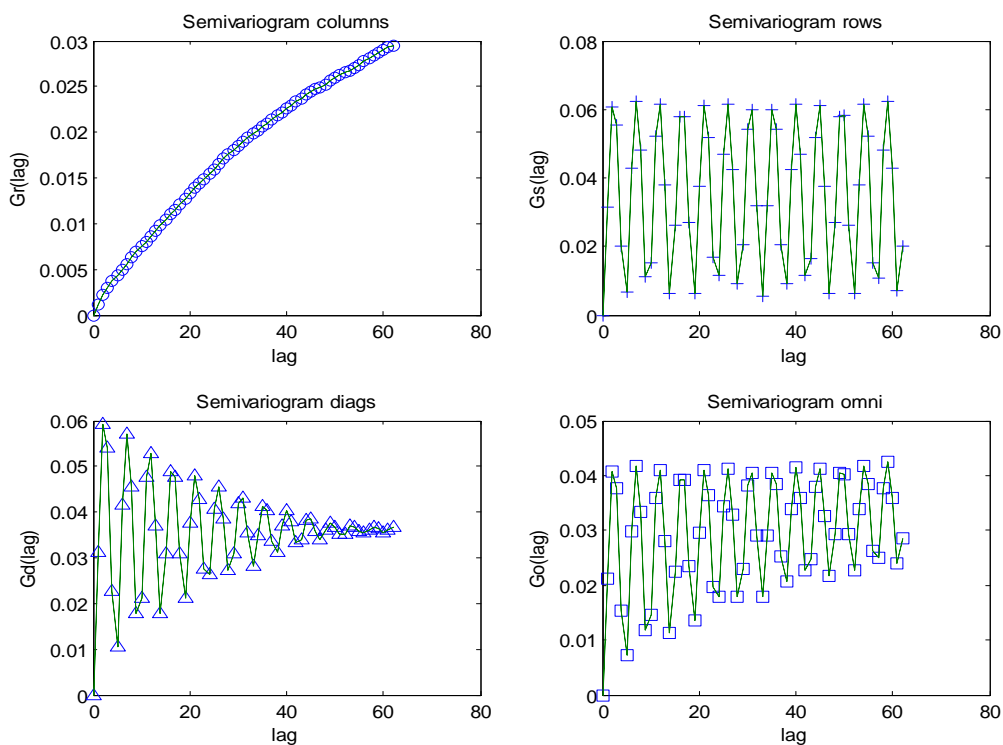 Semivariogram columns
0.03
0.025
0.02
0.015
0.01
0.005
0
Gr(lag)
0 20 40 60 80
lag
Semivariogram rows
0.08
0.06
0.04
0.02
0
Gs(lag)
0 20 40 60 80
lag
Semivariogram diags
0.06
0.05
0.04
0.03
0.02
0.01
0
Gd(lag)
0 20 40 60 80
lag
Semivariogram omni
0.05
0.04
0.03
0.02
0.01
0
Go(lag)
0 20 40 60 80
lag